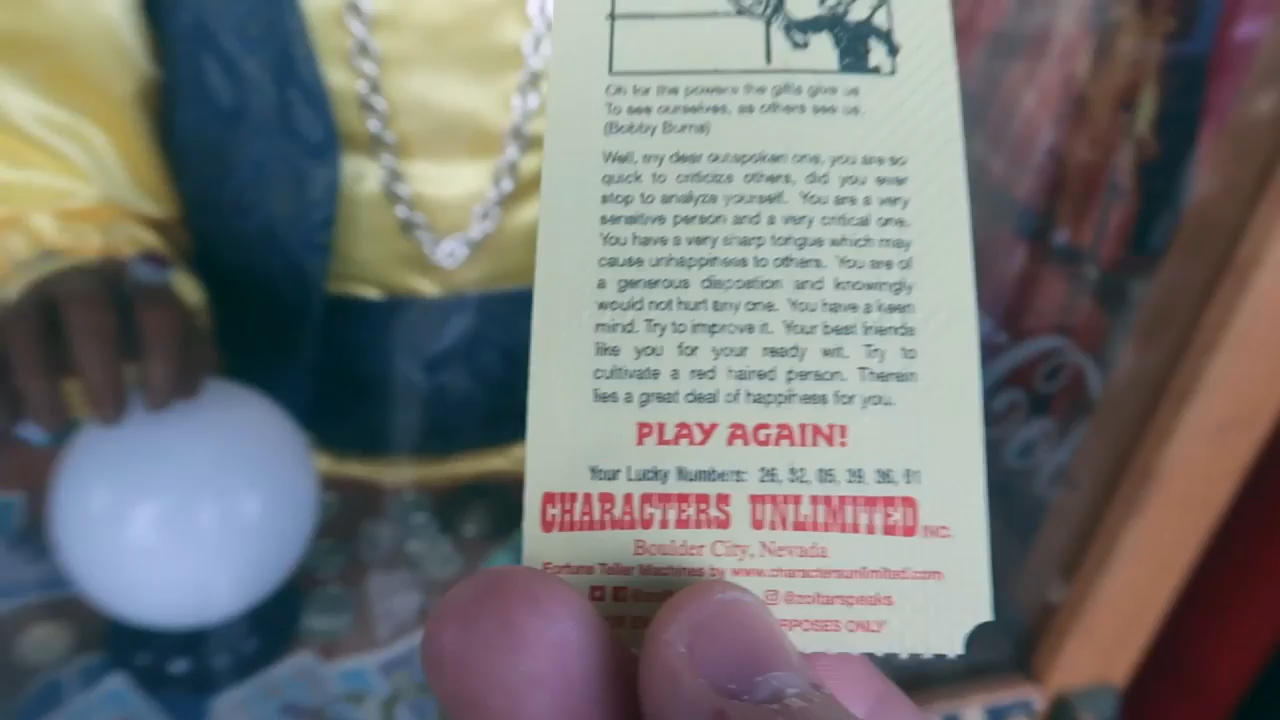 Oh for the powers the gifts give us
To see ourselves, as others see us.
(Bobby Burns)
Well, my dear outspoken one, you are so
quick to criticize others, did you ever
stop to analyze yourself. You are a very
sensitive person and a very critical one.
You have a very sharp tongue which may
cause unhappiness to others. You are of
a generous disposition and knowingly
would not hurt any one. You have a keen
mind. Try to improve it. Your best friends
like you for your ready wit. Try to
cultivate a red haired person. Therein
lies a great deal of happiness for you.
PLAY AGAIN!
Your Lucky Numbers: 26, 32, 05, 39, 36, 01
CHARACTERS UNLIMITED INC.
Boulder City, Nevada
Fortune Teller Machines by www.charactersunlimited.com
@zoltarspeaks
PURPOSES ONLY